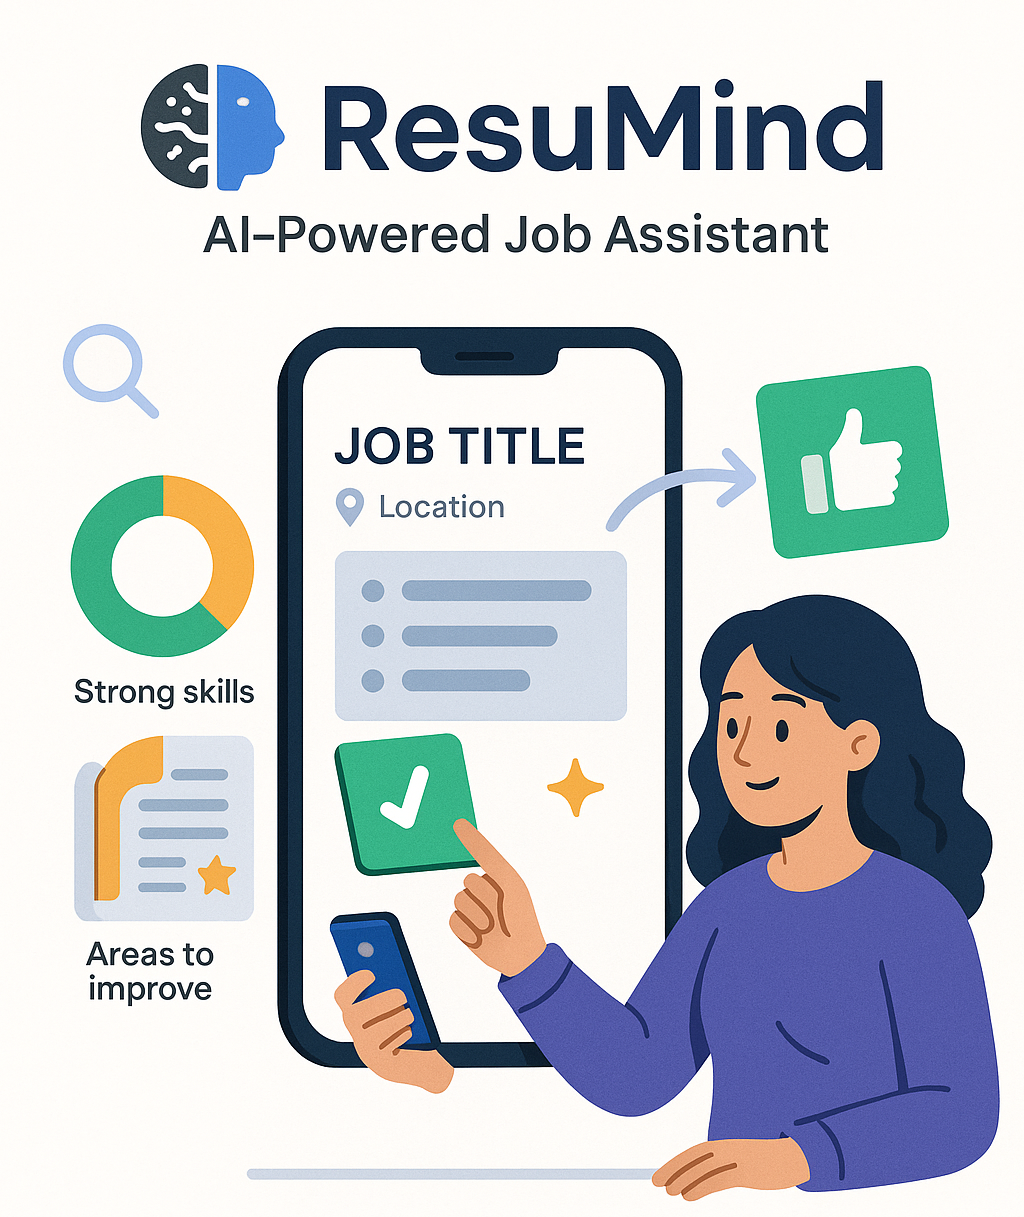 ResuMind
AI-Powered Job Assistant
JOB TITLE
Location
Strong skills
Areas to
improve